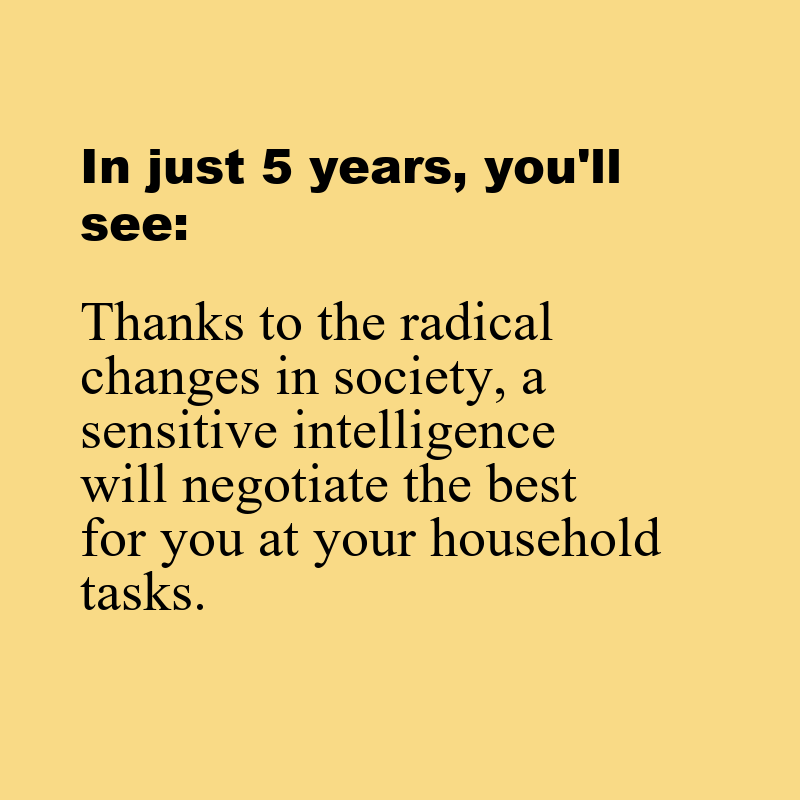 In just 5 years, you'll
see:
Thanks to the radical
changes in society, a
sensitive intelligence
will negotiate the best
for you at your household
tasks.